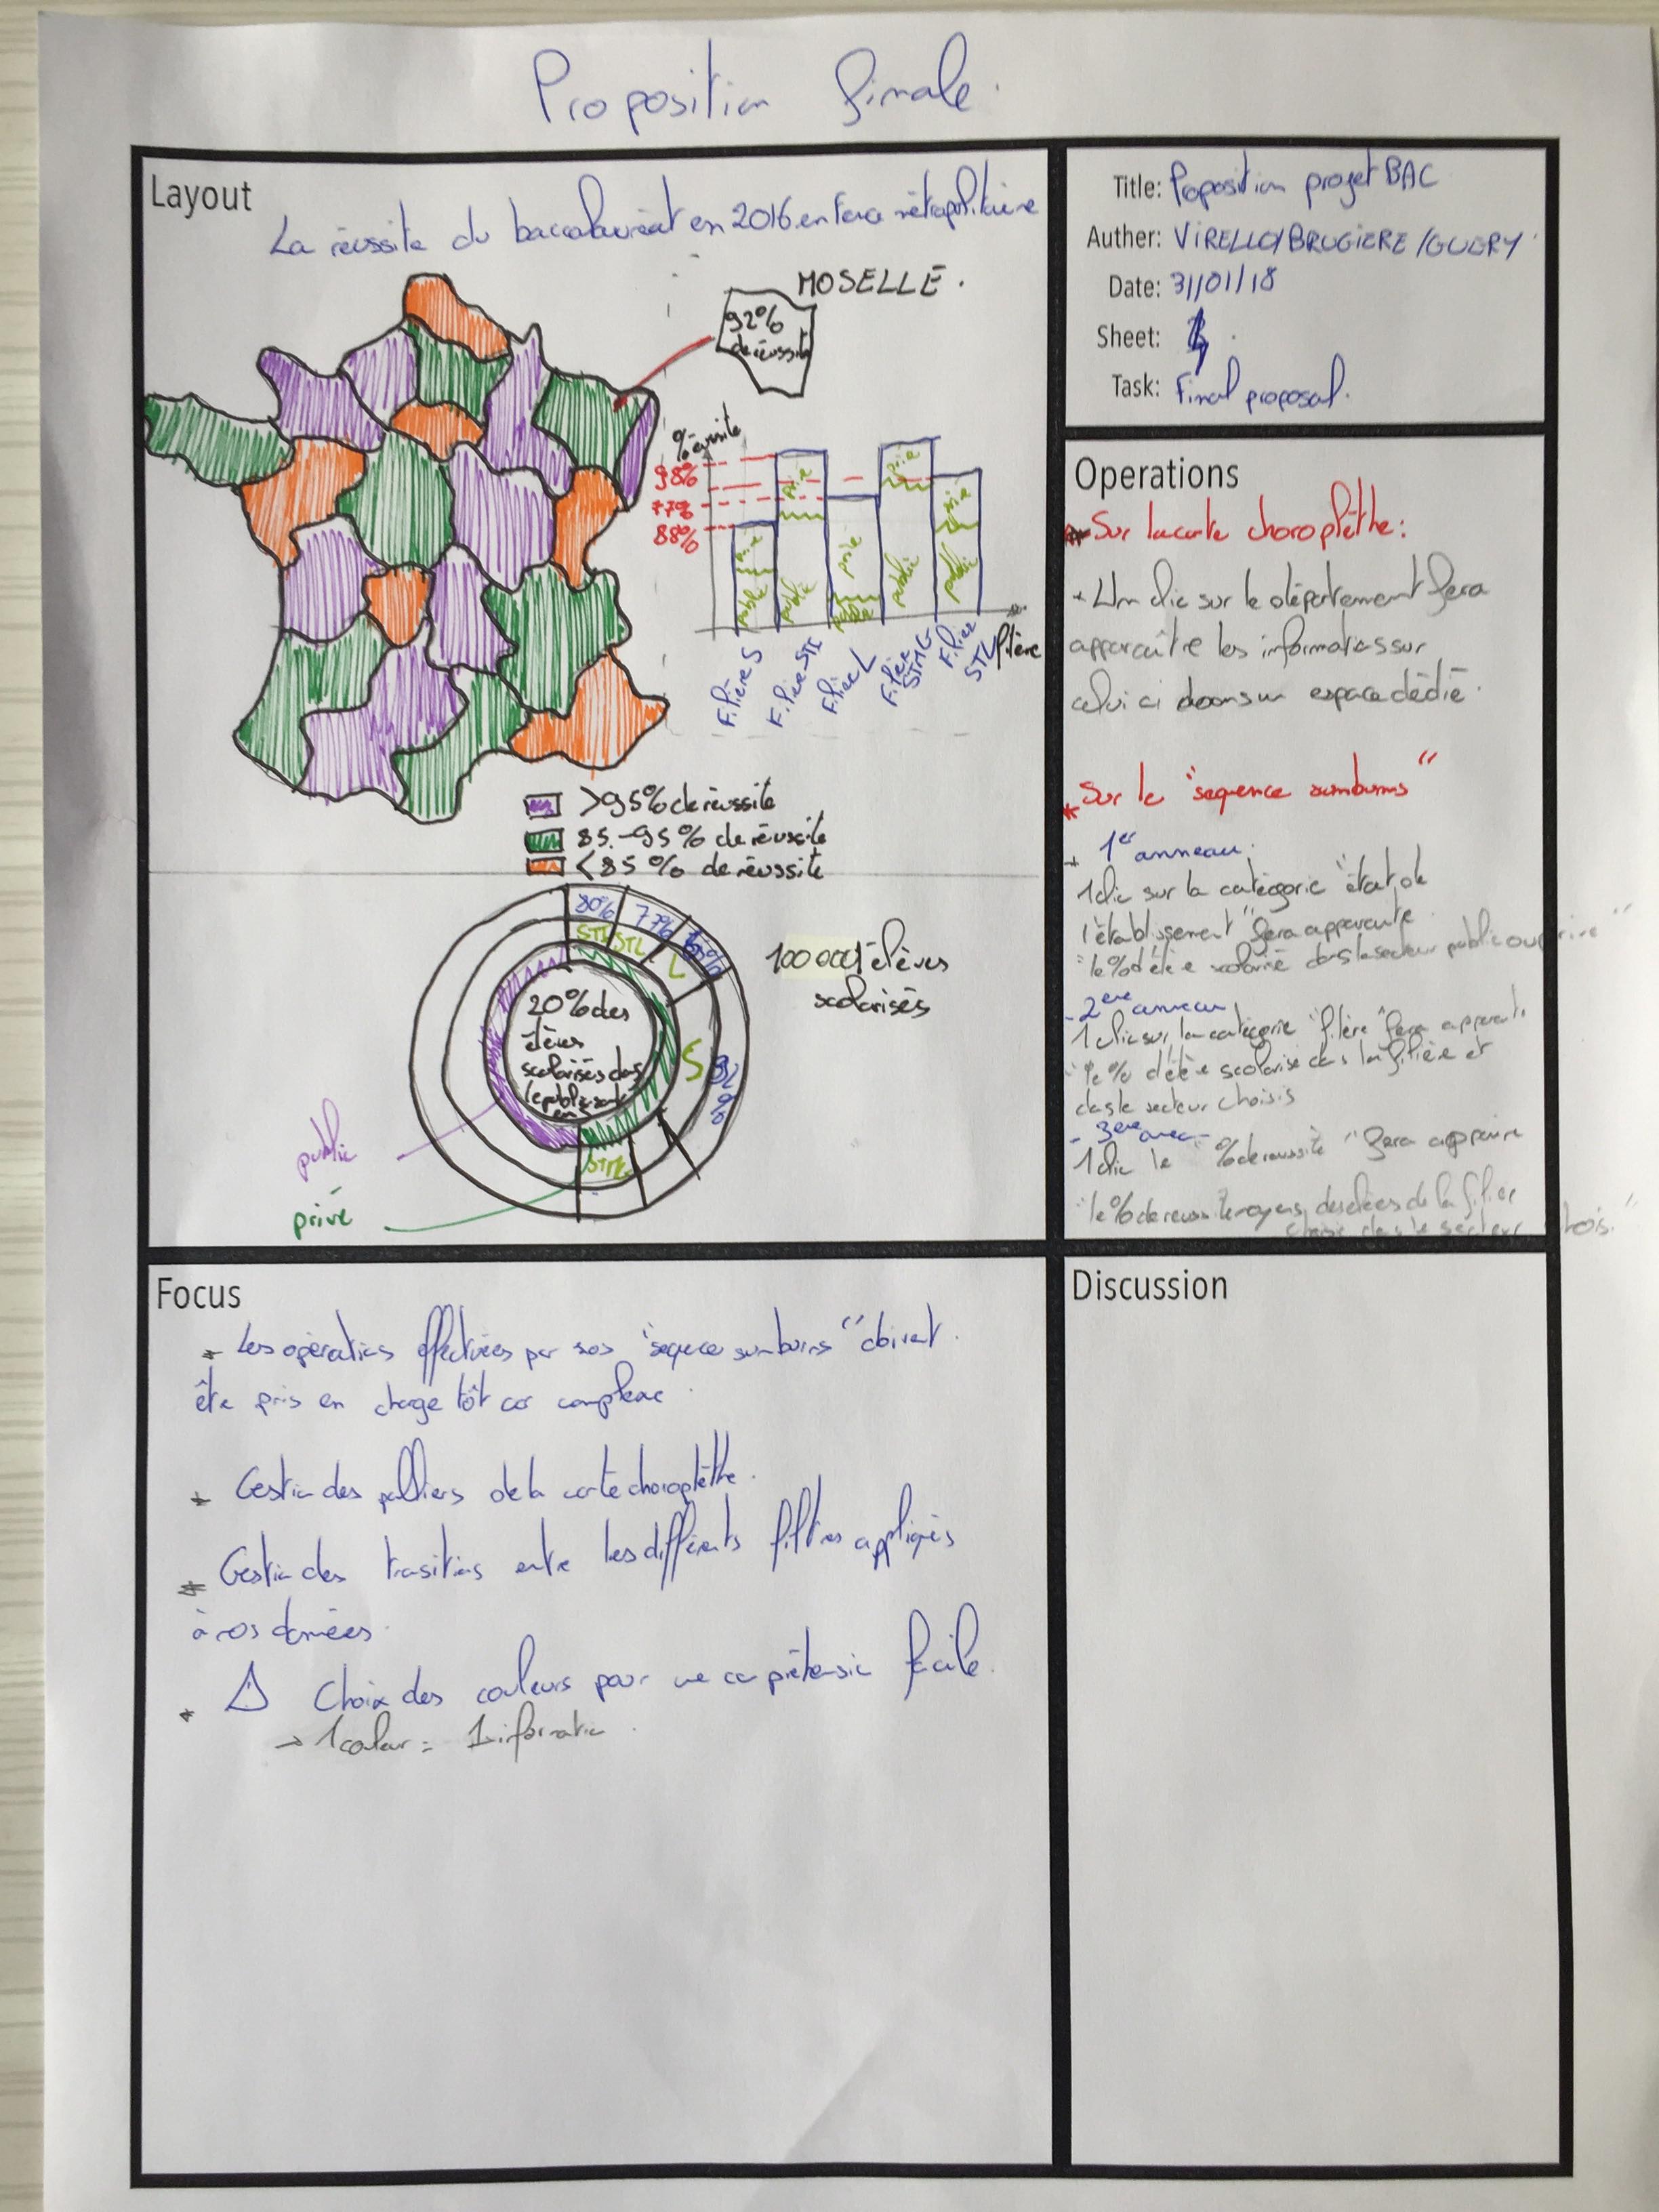 Proposition finale.
Layout
La réussite du baccalauréat en 2016 en France métropolitaine
MOSELLE.
92%
de réussite
% réussite
98%
77%
88%
privé
public
privé
public
privé
public
privé
public
privé
public
Filière S
Filière STI
Filière L
Filière STMG
Filière STL
filière
>95% de réussite
85-95% de réussite
<85% de réussite
80%
77%
STI
STL
L
S
20% des
élèves
scolarisés dans
le public sont
en
STMG
100 000 élèves
scolarisés
public
privé
Title: Proposition projet BAC
Auther: VIRELLO/BRUGIERE/GUERY
Date: 31/01/18
Sheet:
Task: Final proposal.
Operations
* Sur la carte choroplèthe:
+ Un clic sur le département fera
apparaître les informations sur
celui ci dans un espace dédié.
* Sur le "sequence sunburns"
+ 1er anneau.
1 clic sur la catégorie "état de
l'établissement" fera apparaître
"le % d'élève scolarisé dans le secteur public ou privé"
- 2ème anneau
1 clic sur la catégorie "filière" fera apparaître
"le % d'élève scolarisé dans la filière et
dans le secteur choisis
- 3ème
1 clic le "% de réussite" fera apparaître
"le % de réussite moyens des élèves de la filière
choisie dans le secteur choisi."
Focus
* Les opérations effectuées par nos "séquence sunburns" doivent
être pris en charge tôt car complexe.
* Gestion des palliers de la carte choroplèthe.
* Gestion des transitions entre les différents filtres appliqués
à nos données.
* Δ Choix des couleurs pour une compréhension facile.
→ 1 couleur = 1 information.
Discussion